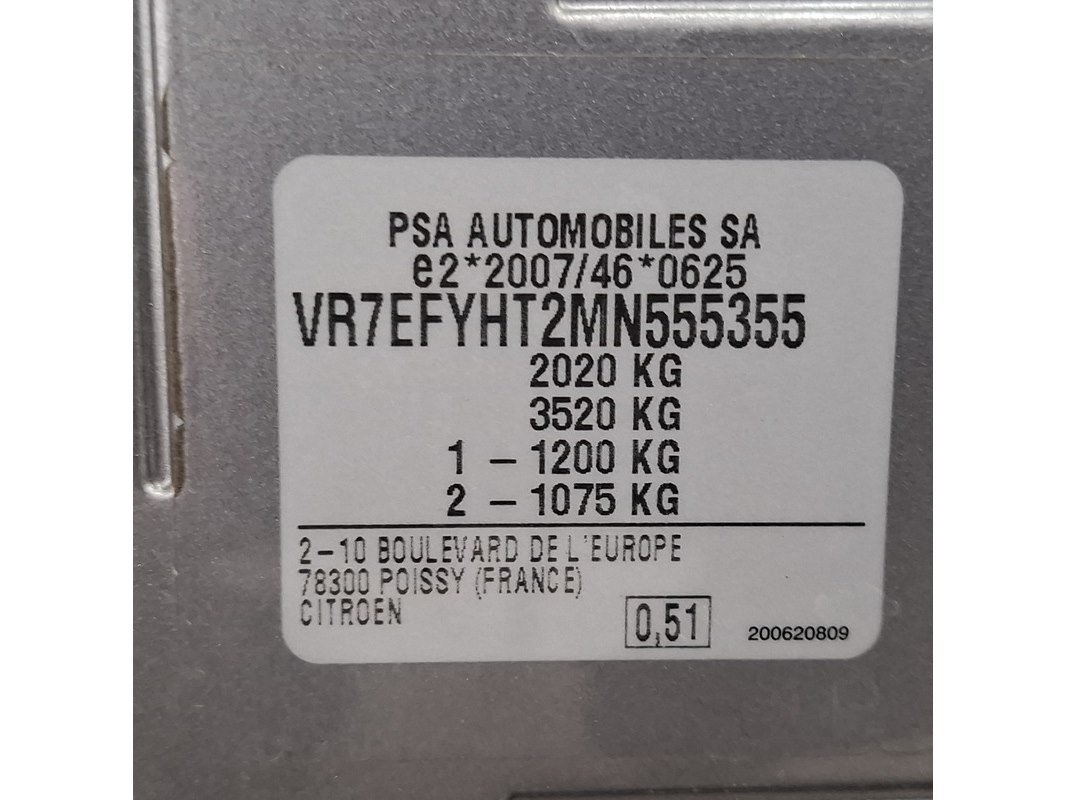 PSA AUTOMOBILES SA
e2*2007/46*0625
VR7EFYHT2MN555355
2020 KG
3520 KG
1 - 1200 KG
2 - 1075 KG
2-10 BOULEVARD DE L'EUROPE
78300 POISSY (FRANCE)
CITROEN
0,51
200620809